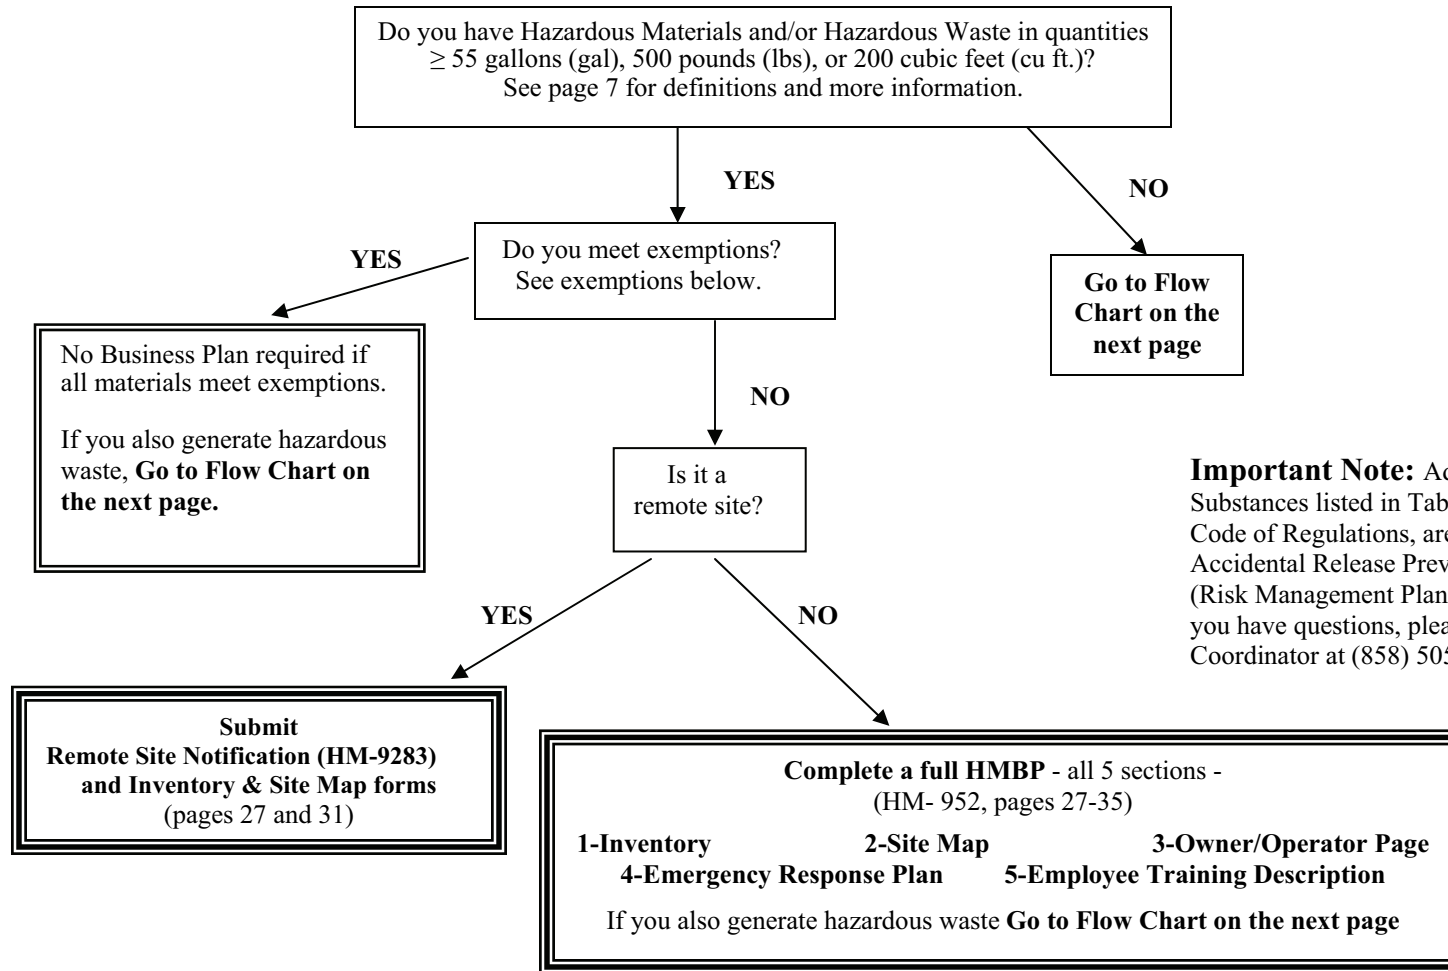 Do you have Hazardous Materials and/or Hazardous Waste in quantities
≥ 55 gallons (gal), 500 pounds (lbs), or 200 cubic feet (cu ft.)?
See page 7 for definitions and more information.
YES
NO
Do you meet exemptions?
See exemptions below.
YES
Go to Flow
Chart on the
next page
No Business Plan required if
all materials meet exemptions.
If you also generate hazardous
waste, Go to Flow Chart on
the next page.
NO
Is it a
remote site?
Important Note:
Substances listed in
Code of Regulations,
Accidental Release
(Risk Management Plan
you have questions,
Coordinator at (858)
YES
NO
Submit
Remote Site Notification (HM-9283)
and Inventory & Site Map forms
(pages 27 and 31)
Complete a full HMBP - all 5 sections -
(HM- 952, pages 27-35)
1-Inventory 2-Site Map 3-Owner/Operator Page
4-Emergency Response Plan 5-Employee Training Description
If you also generate hazardous waste Go to Flow Chart on the next page